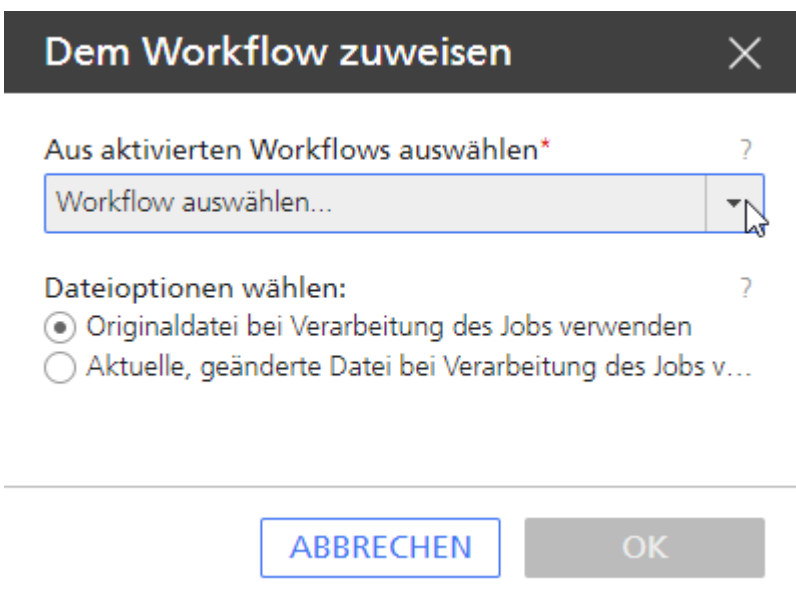 Dem Workflow zuweisen
Aus aktivierten Workflows auswählen* ?
Workflow auswählen...
Dateioptionen wählen: ?
Originaldatei bei Verarbeitung des Jobs verwenden
Aktuelle, geänderte Datei bei Verarbeitung des Jobs v...
ABBRECHEN OK